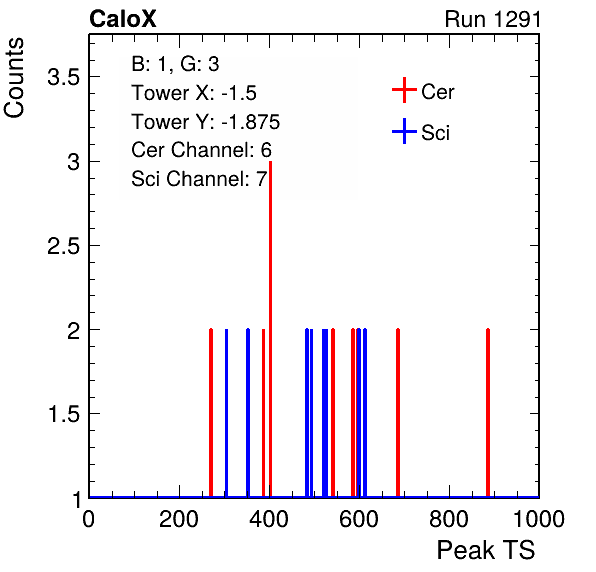 CaloX Run 1291
Counts
B: 1, G: 3
Tower X: -1.5
Tower Y: -1.875
Cer Channel: 6
Sci Channel: 7
Cer
Sci
3.5
3
2.5
2
1.5
1
0 200 400 600 800 1000
Peak TS